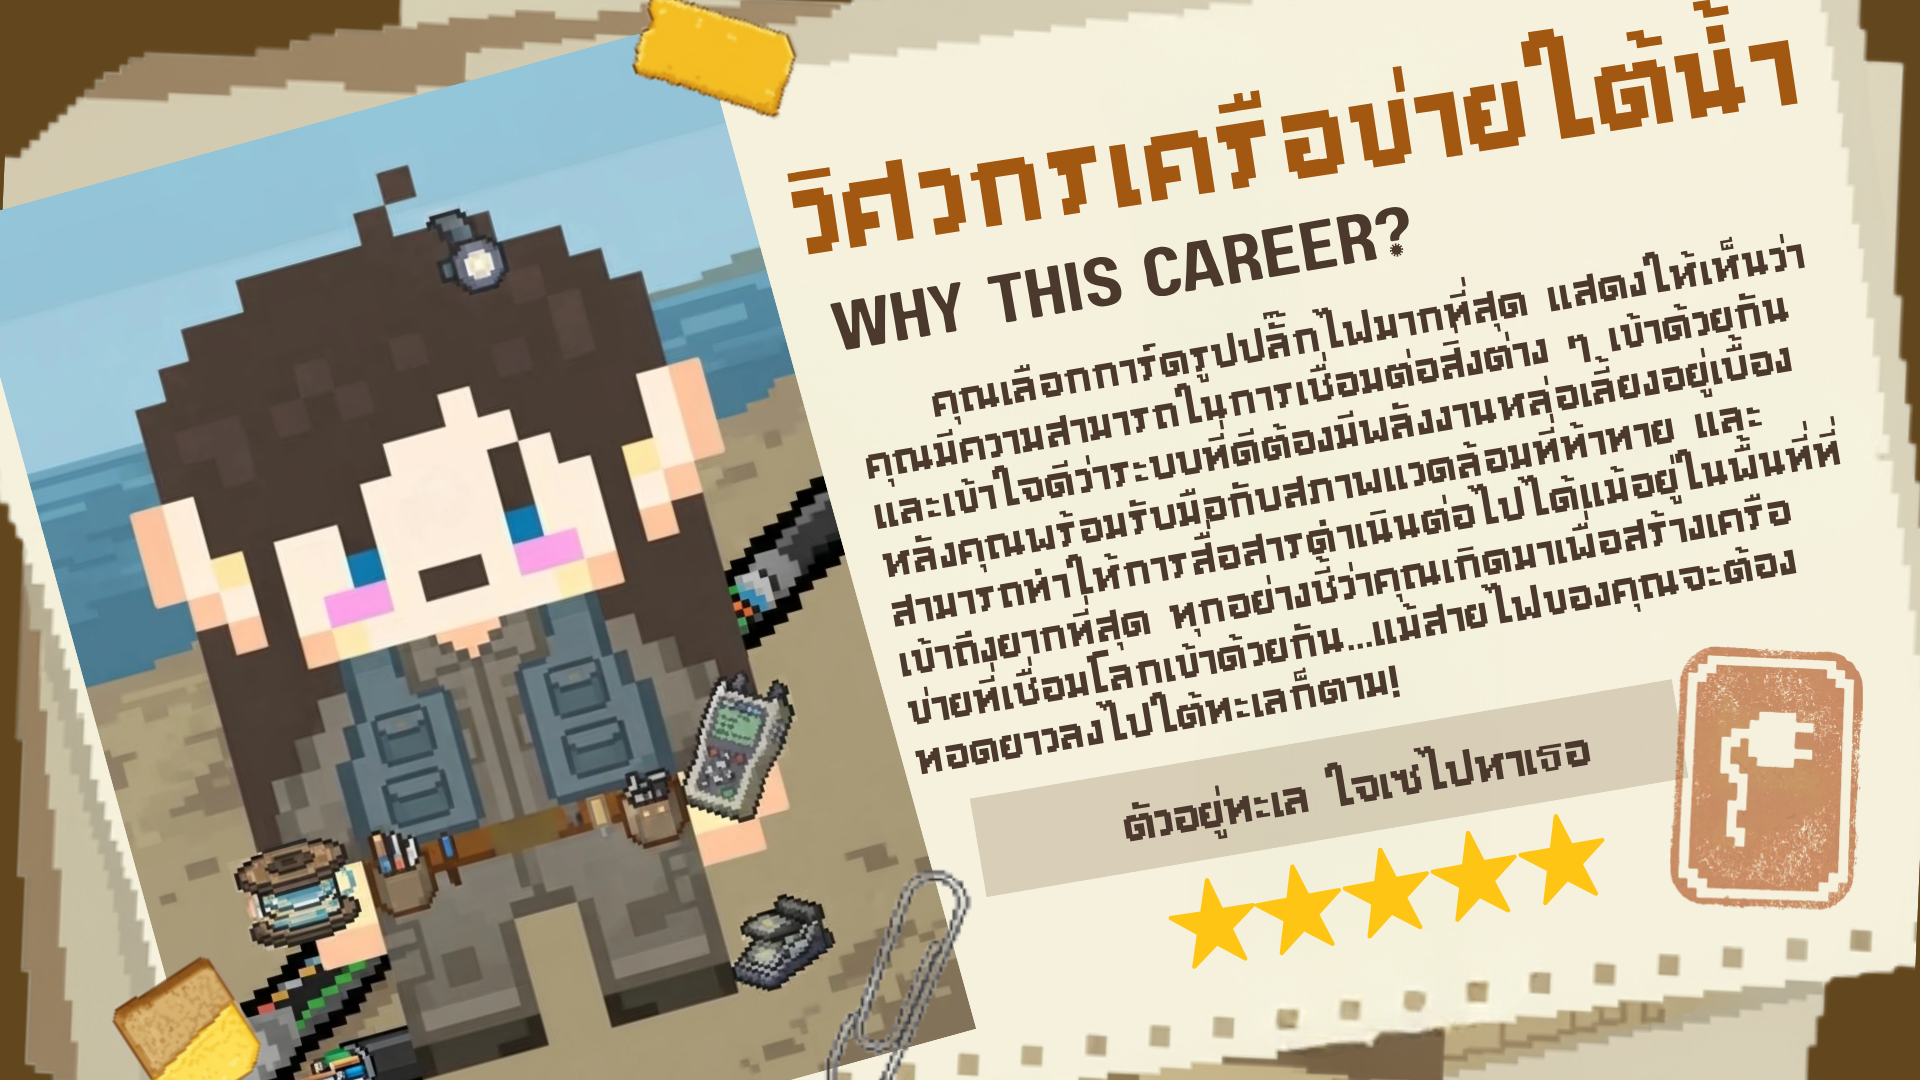 วิศวกรเครือข่ายใต้น้ำ
WHY THIS CAREER?
คุณเลือกการ์ดรูปปลั๊กไฟมากที่สุด แสดงให้เห็นว่า
คุณมีความสามารถในการเชื่อมต่อสิ่งต่าง ๆ เข้าด้วยกัน
และเข้าใจดีว่าระบบที่ดีต้องมีพลังงานหล่อเลี้ยงอยู่เบื้อง
หลังคุณพร้อมรับมือกับสภาพแวดล้อมที่ท้าทาย และ
สามารถทำให้การสื่อสารดำเนินต่อไปได้แม้อยู่ในพื้นที่ที่
เข้าถึงยากที่สุด ทุกอย่างชี้ว่าคุณเกิดมาเพื่อสร้างเครือ
ข่ายที่เชื่อมโลกเข้าด้วยกัน...แม้สายไฟของคุณจะต้อง
ทอดยาวลงไปใต้ทะเลก็ตาม!
ตัวอยู่ทะเล ใจเซไปหาเธอ